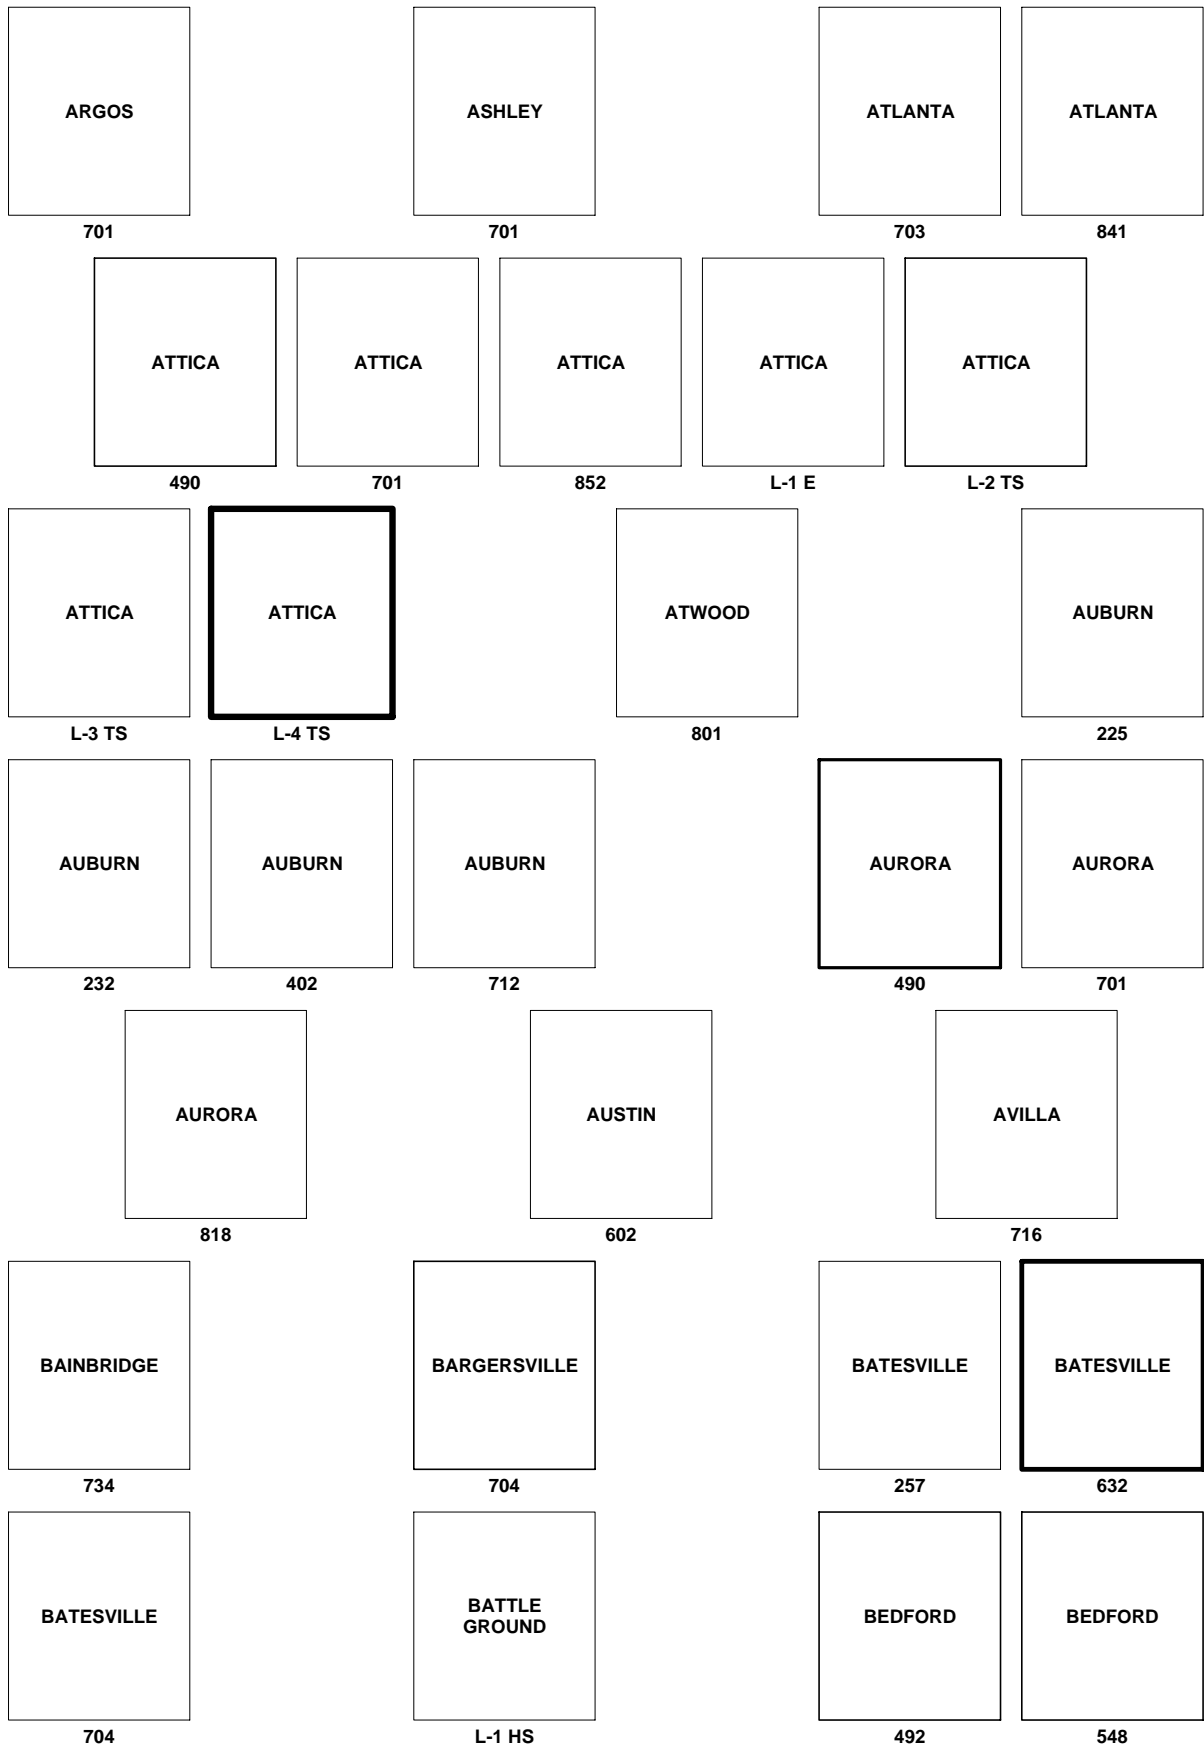 ARGOS
701
ASHLEY
701
ATLANTA
703
ATLANTA
841
ATTICA
490
ATTICA
701
ATTICA
852
ATTICA
L-1 E
ATTICA
L-2 TS
ATTICA
L-3 TS
ATTICA
L-4 TS
ATWOOD
801
AUBURN
225
AUBURN
232
AUBURN
402
AUBURN
712
AURORA
490
AURORA
701
AURORA
818
AUSTIN
602
AVILLA
716
BAINBRIDGE
734
BARGERSVILLE
704
BATESVILLE
257
BATESVILLE
632
BATESVILLE
704
BATTLE
GROUND
L-1 HS
BEDFORD
492
BEDFORD
548